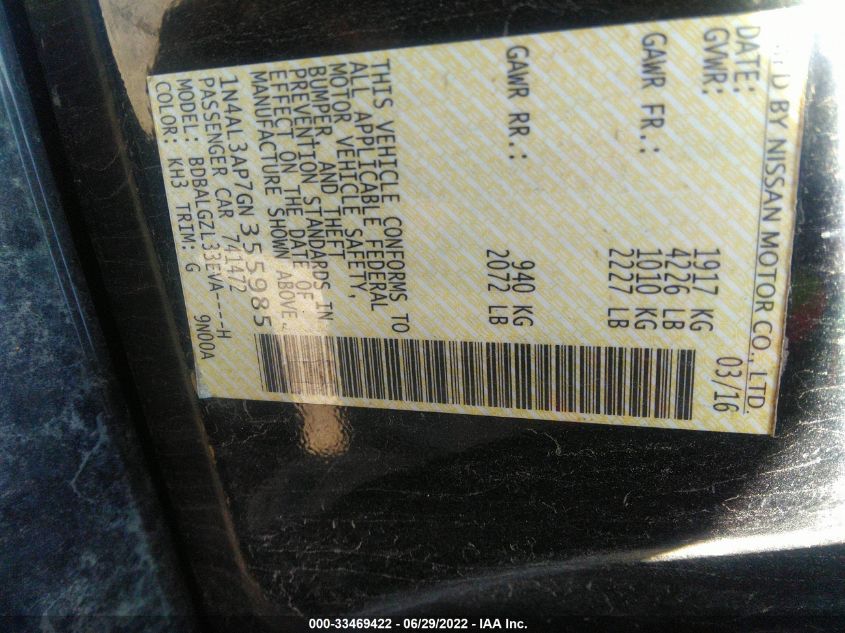 D BY NISSAN MOTOR CO., LTD
DATE: 03/16
GVWR: 1917 KG
4226 LB
GAWR FR.: 1010 KG
2227 LB
GAWR RR.: 940 KG
2072 LB
THIS VEHICLE CONFORMS TO
ALL APPLICABLE FEDERAL
MOTOR VEHICLE SAFETY,
BUMPER, AND THEFT
PREVENTION STANDARDS IN
EFFECT ON THE DATE OF
MANUFACTURE SHOWN ABOVE.
1N4AL3AP7GN355985
PASSENGER CAR 741472
MODEL: BDBALGZL33EVA----H
COLOR: KH3 TRIM: G 9N00A
000-33469422 - 06/29/2022 - IAA Inc.